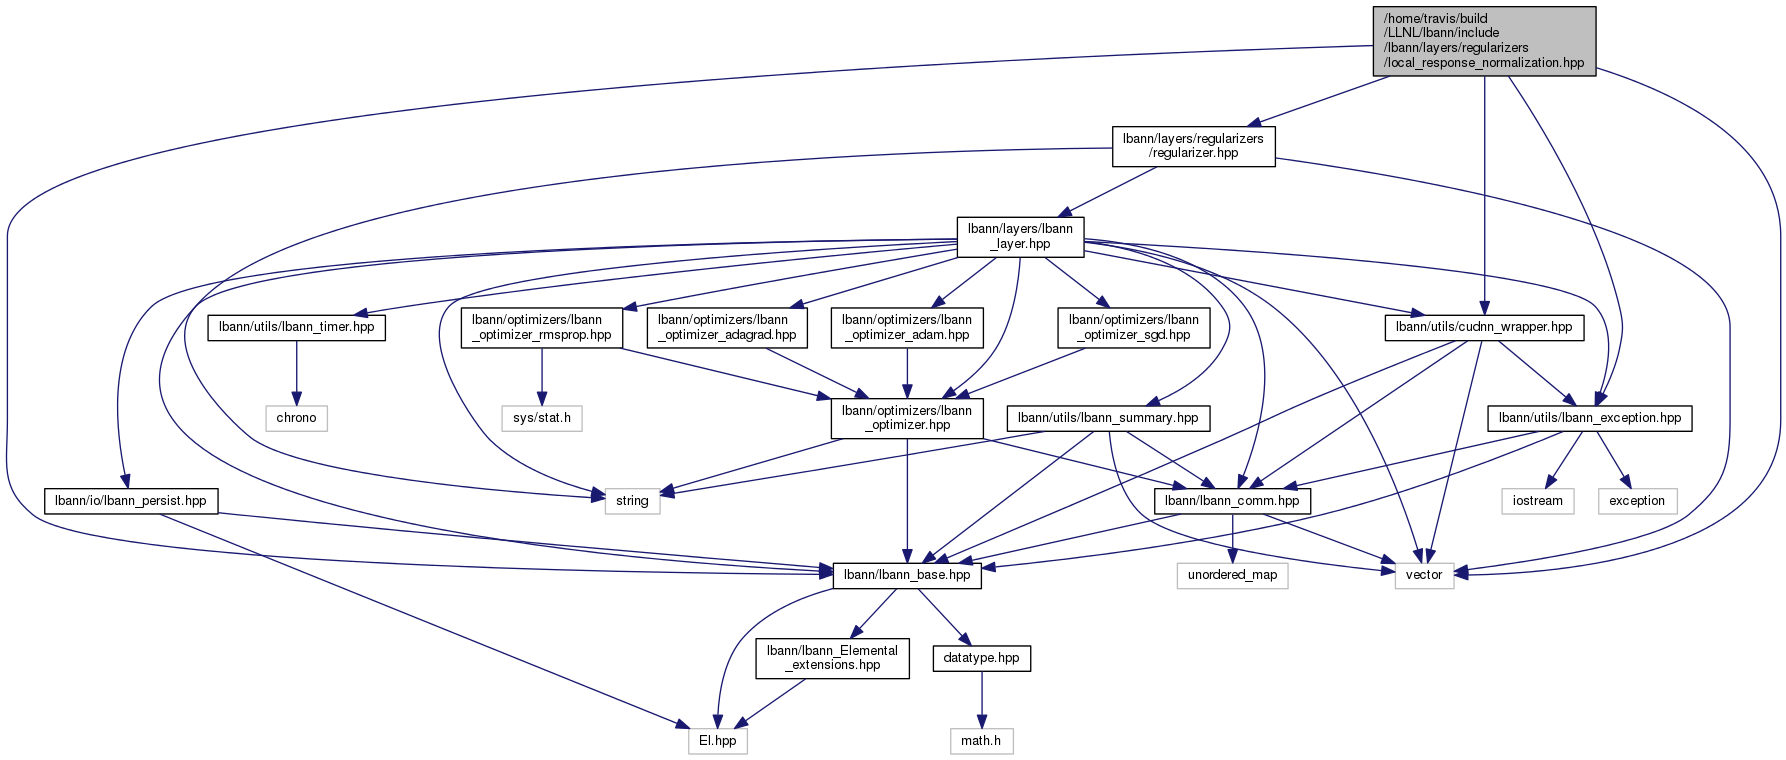 /home/travis/build
/LLNL/lbann/include
/lbann/layers/regularizers
/local_response_normalization.hpp
lbann/layers/regularizers
/regularizer.hpp
lbann/layers/lbann
_layer.hpp
lbann/utils/lbann_timer.hpp
lbann/optimizers/lbann
_optimizer_rmsprop.hpp
lbann/optimizers/lbann
_optimizer_adagrad.hpp
lbann/optimizers/lbann
_optimizer_adam.hpp
lbann/optimizers/lbann
_optimizer_sgd.hpp
lbann/utils/cudnn_wrapper.hpp
chrono
sys/stat.h
lbann/optimizers/lbann
_optimizer.hpp
lbann/utils/lbann_summary.hpp
lbann/utils/lbann_exception.hpp
lbann/io/lbann_persist.hpp
string
lbann/lbann_comm.hpp
iostream
exception
lbann/lbann_base.hpp
unordered_map
vector
lbann/lbann_Elemental
_extensions.hpp
datatype.hpp
El.hpp
math.h